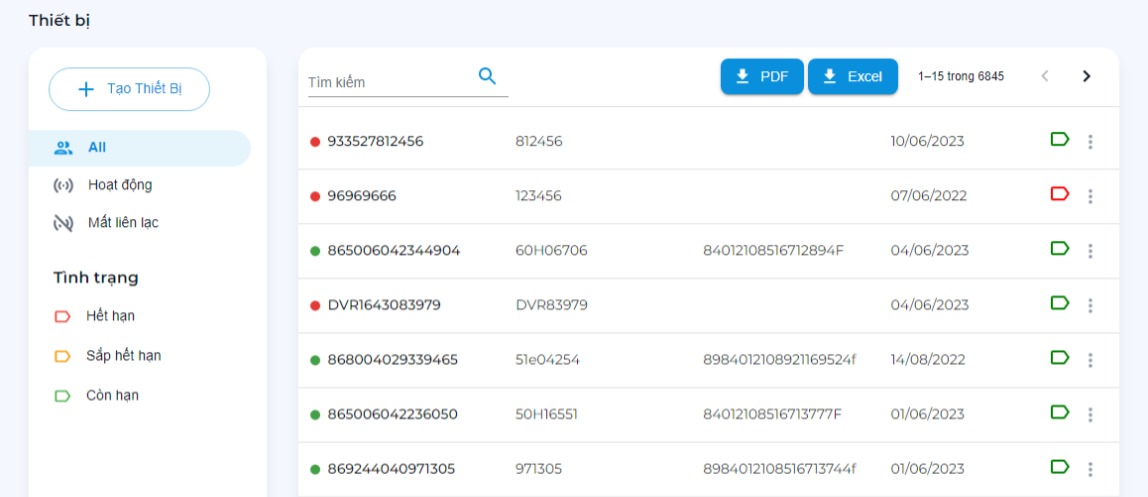 Thiết bị
Tạo Thiết Bị
All
Hoạt động
Mất liên lạc
Tình trạng
Hết hạn
Sắp hết hạn
Còn hạn
Tìm kiếm PDF Excel 1–15 trong 6845
933527812456 812456 10/06/2023
96969666 123456 07/06/2022
865006042344904 60H06706 84012108516712894F 04/06/2023
DVR1643083979 DVR83979 04/06/2023
868004029339465 51e04254 8984012108921169524f 14/08/2022
865006042236050 50H16551 84012108516713777F 01/06/2023
869244040971305 971305 8984012108516713744f 01/06/2023